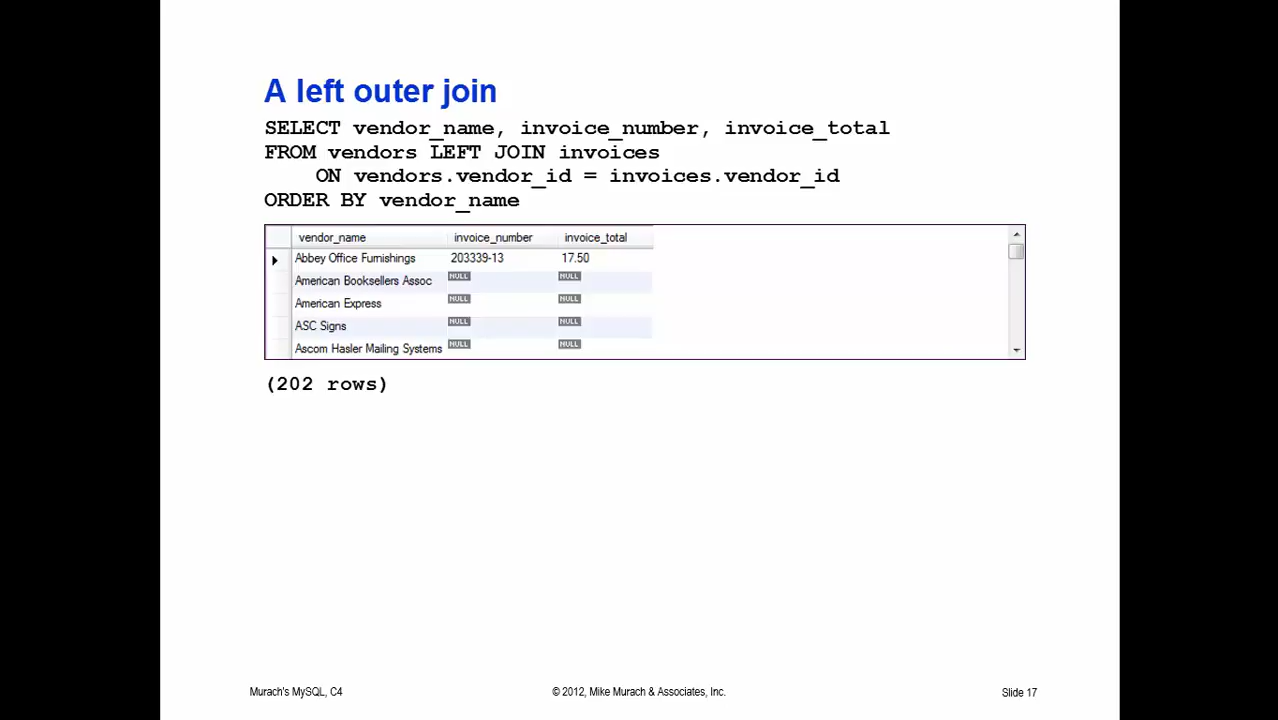 A left outer join
SELECT vendor_name, invoice_number, invoice_total
FROM vendors LEFT JOIN invoices
ON vendors.vendor_id = invoices.vendor_id
ORDER BY vendor_name
vendor_name invoice_number invoice_total
Abbey Office Furnishings 203339-13 17.50
American Booksellers Assoc NULL NULL
American Express NULL NULL
ASC Signs NULL NULL
Ascom Hasler Mailing Systems NULL NULL
(202 rows)
Murach's MySQL, C4 © 2012, Mike Murach & Associates, Inc. Slide 17